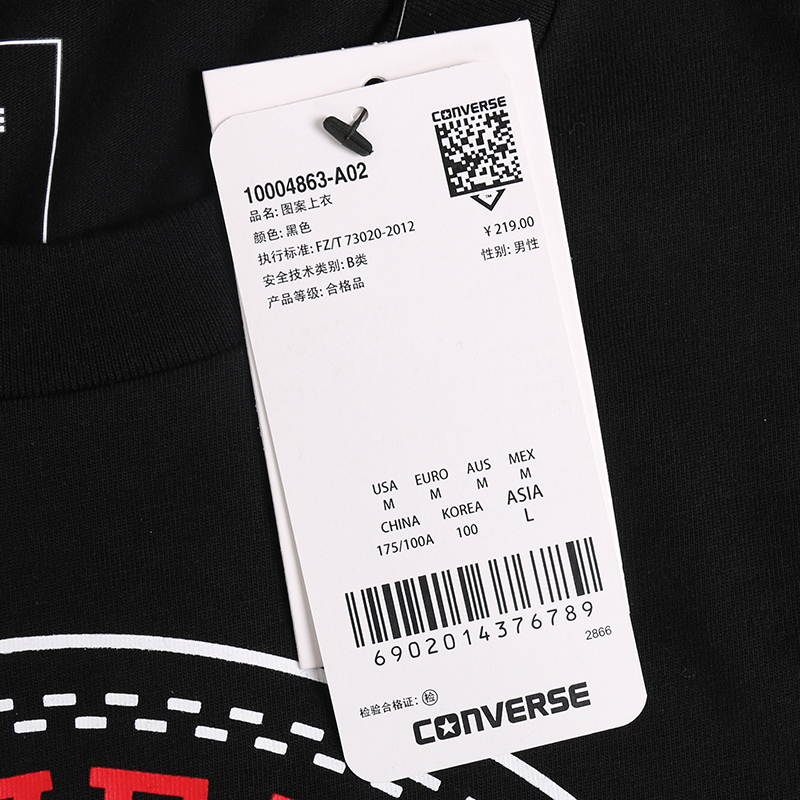 CONVERSE
10004863-A02
品名: 图案上衣
颜色: 黑色
￥219.00
执行标准: FZ/T 73020-2012
性别: 男性
安全技术类别: B类
产品等级: 合格品
USA EURO AUS MEX
M M M M
CHINA KOREA ASIA
175/100A 100 L
6902014376789
2866
检验合格证: 检
CONVERSE